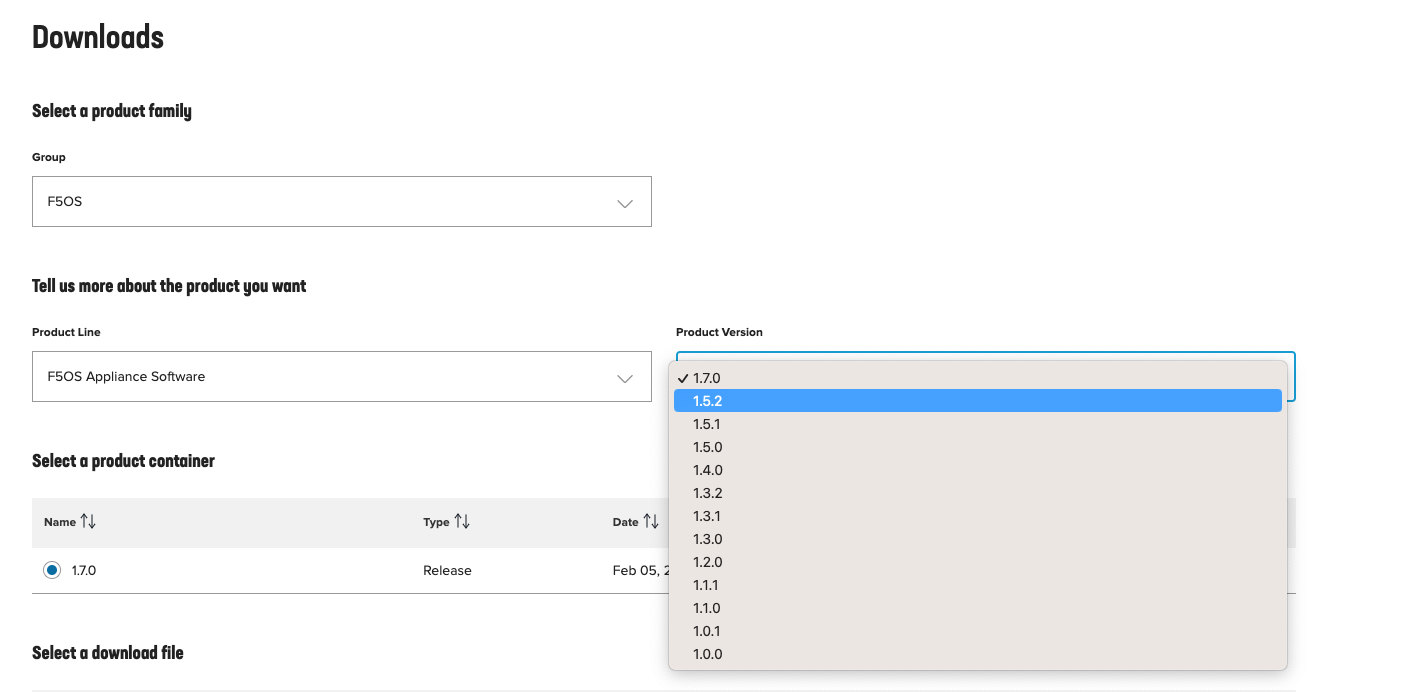 Downloads
Select a product family
Group
F5OS
Tell us more about the product you want
Product Line
Product Version
F5OS Appliance Software
1.7.0
1.5.2
1.5.1
1.5.0
1.4.0
1.3.2
1.3.1
1.3.0
1.2.0
1.1.1
1.1.0
1.0.1
1.0.0
Select a product container
Name Type Date
1.7.0 Release Feb 05,
Select a download file